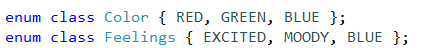 enum class Color { RED, GREEN, BLUE };
enum class Feelings { EXCITED, MOODY, BLUE };